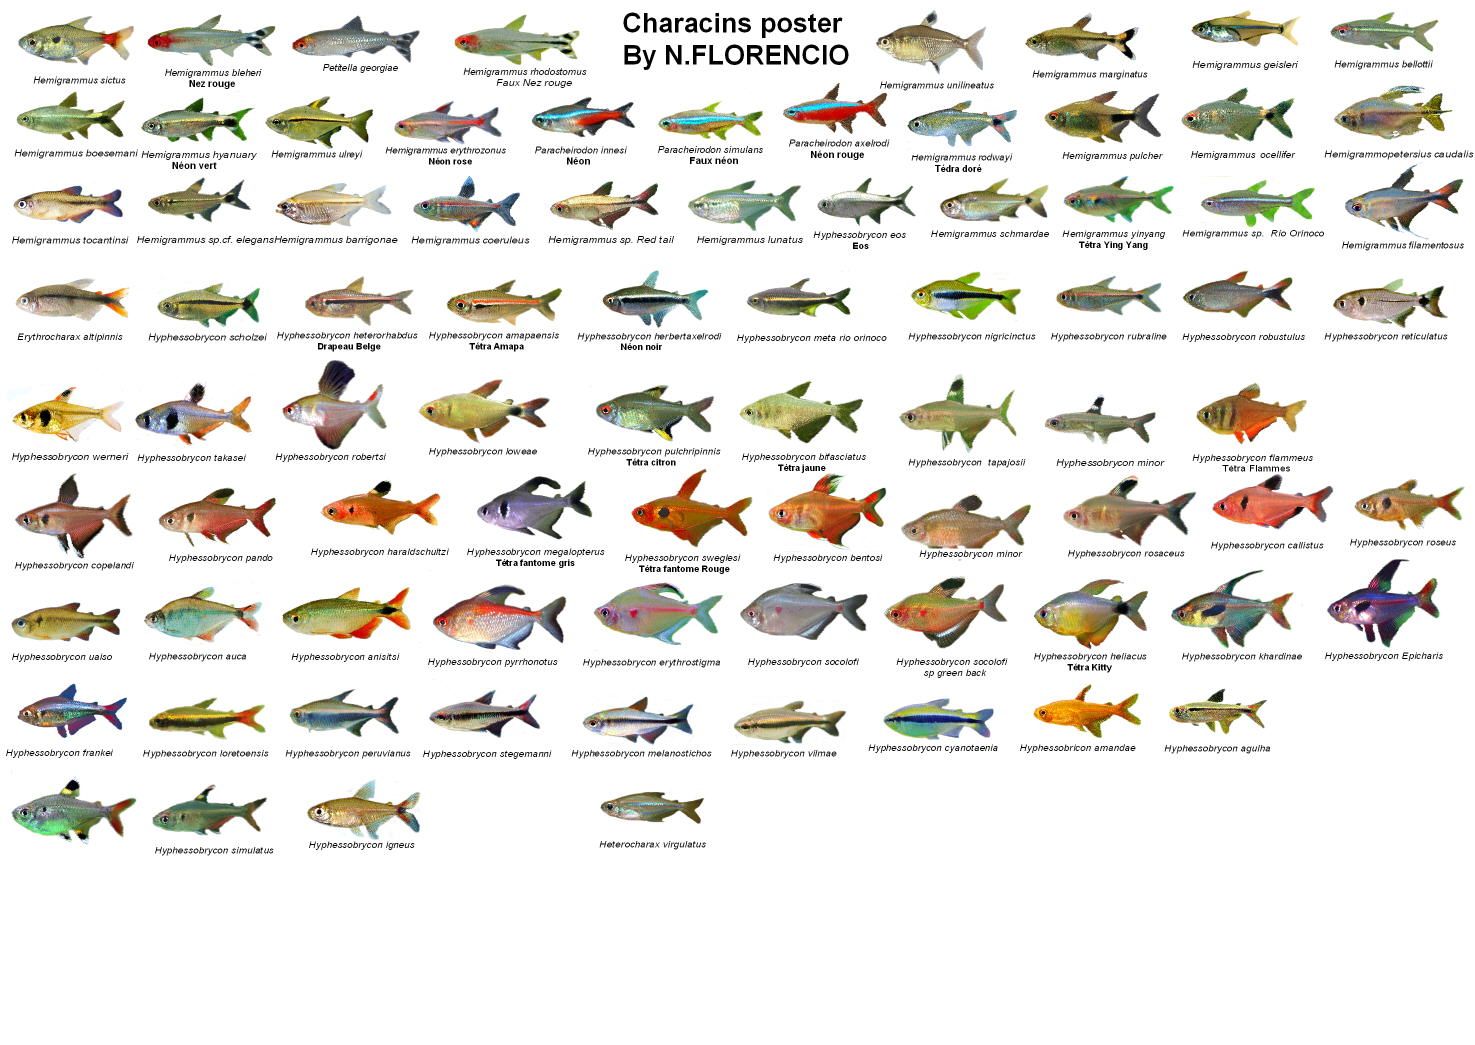 Characins poster
By N.FLORENCIO
Hemigrammus sictus
Hemigrammus bleheri
Nez rouge
Petitella georgiae
Hemigrammus rhodostomus
Faux Nez rouge
Hemigrammus unilineatus
Hemigrammus marginatus
Hemigrammus geisleri
Hemigrammus bellottii
Hemigrammus boesemani
Hemigrammus hyanuary
Néon vert
Hemigrammus ulreyi
Hemigrammus erythrozonus
Néon rose
Paracheirodon innesi
Néon
Paracheirodon simulans
Faux néon
Paracheirodon axelrodi
Néon rouge
Hemigrammus rodwayi
Tédra doré
Hemigrammus pulcher
Hemigrammus ocellifer
Hemigrammopetersius caudalis
Hemigrammus tocantinsi
Hemigrammus sp.cf. elegans
Hemigrammus barrigonae
Hemigrammus coeruleus
Hemigrammus sp. Red tail
Hemigrammus lunatus
Hyphessobrycon eos
Eos
Hemigrammus schmardae
Hemigrammus yinyang
Tétra Ying Yang
Hemigrammus sp. Rio Orinoco
Hemigrammus filamentosus
Erythrocharax altipinnis
Hyphessobrycon scholzei
Hyphessobrycon heterorhabdus
Drapeau Belge
Hyphessobrycon amapaensis
Tétra Amapa
Hyphessobrycon herbertaxelrodi
Néon noir
Hyphessobrycon meta rio orinoco
Hyphessobrycon nigricinctus
Hyphessobrycon rubraline
Hyphessobrycon robustulus
Hyphessobrycon reticulatus
Hyphessobrycon werneri
Hyphessobrycon takasei
Hyphessobrycon robertsi
Hyphessobrycon loweae
Hyphessobrycon pulchripinnis
Tétra citron
Hyphessobrycon bifasciatus
Tétra jaune
Hyphessobrycon tapajosii
Hyphessobrycon minor
Hyphessobrycon flammeus
Tétra Flammes
Hyphessobrycon copelandi
Hyphessobrycon pando
Hyphessobrycon haraldschultzi
Hyphessobrycon megalopterus
Tétra fantome gris
Hyphessobrycon sweglesi
Tétra fantome Rouge
Hyphessobrycon bentosi
Hyphessobrycon minor
Hyphessobrycon rosaceus
Hyphessobrycon callistus
Hyphessobrycon roseus
Hyphessobrycon uaiso
Hyphessobrycon auca
Hyphessobrycon anisitsi
Hyphessobrycon pyrrhonotus
Hyphessobrycon erythrostigma
Hyphessobrycon socolofi
Hyphessobrycon socolofi
sp green back
Hyphessobrycon heliacus
Tétra Kitty
Hyphessobrycon khardinae
Hyphessobrycon Epicharis
Hyphessobrycon frankei
Hyphessobrycon loretoensis
Hyphessobrycon peruvianus
Hyphessobrycon stegemanni
Hyphessobrycon melanostichos
Hyphessobrycon vilmae
Hyphessobrycon cyanotaenia
Hyphessobricon amandae
Hyphessobrycon agulha
Hyphessobrycon simulatus
Hyphessobrycon igneus
Heterocharax virgulatus